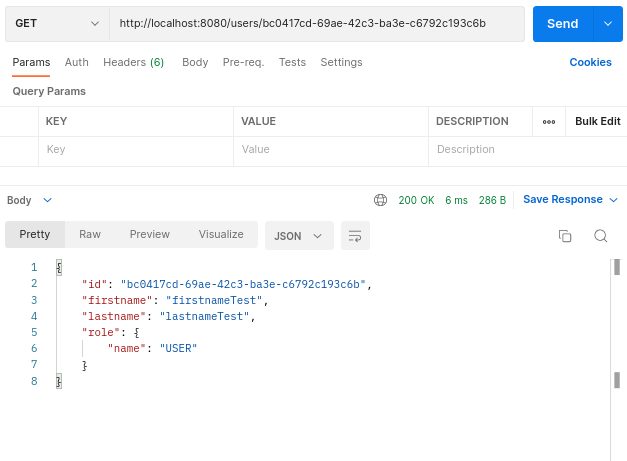 GET http://localhost:8080/users/bc0417cd-69ae-42c3-ba3e-c6792c193c6b Send
Params Auth Headers (6) Body Pre-req. Tests Settings Cookies
Query Params
KEY VALUE DESCRIPTION ooo Bulk Edit
Key Value Description
Body 200 OK 6 ms 286 B Save Response
Pretty Raw Preview Visualize JSON
1 {
2 "id": "bc0417cd-69ae-42c3-ba3e-c6792c193c6b",
3 "firstname": "firstnameTest",
4 "lastname": "lastnameTest",
5 "role": {
6 "name": "USER"
7 }
8 }